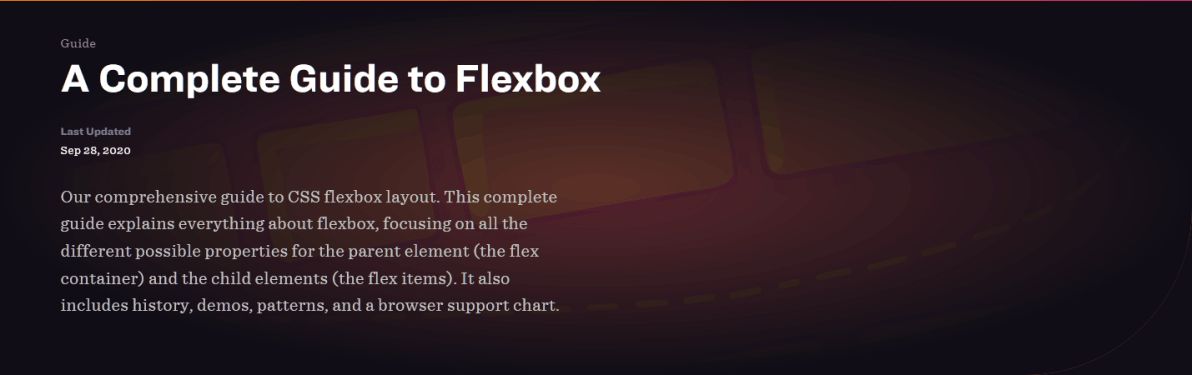 Guide
A Complete Guide to Flexbox
Last Updated
Sep 28, 2020
Our comprehensive guide to CSS flexbox layout. This complete
guide explains everything about flexbox, focusing on all the
different possible properties for the parent element (the flex
container) and the child elements (the flex items). It also
includes history, demos, patterns, and a browser support chart.